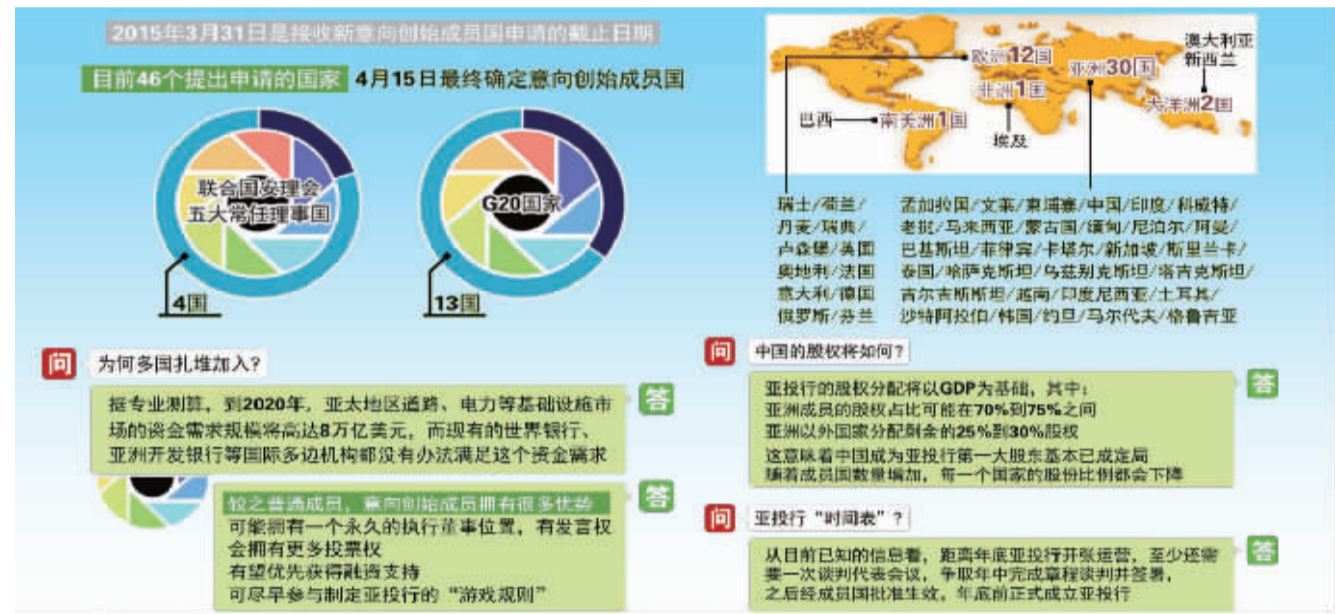 2015年3月31日是接收新意向创始成员国申请的截止日期
目前46个提出申请的国家
4月15日最终确定意向创始成员国
联合国安理会
五大常任理事国
4国
G20国家
13国
欧洲12国
亚洲30国
澳大利亚
新西兰
非洲1国
大洋洲2国
巴西
南美洲1国
埃及
瑞士/荷兰/
丹麦/瑞典/
卢森堡/英国
奥地利/法国
意大利/德国
俄罗斯/芬兰
孟加拉国/文莱/柬埔寨/中国/印度/科威特/
老挝/马来西亚/蒙古国/缅甸/尼泊尔/阿曼/
巴基斯坦/菲律宾/卡塔尔/新加坡/斯里兰卡/
泰国/哈萨克斯坦/乌兹别克斯坦/塔吉克斯坦/
吉尔吉斯斯坦/越南/印度尼西亚/土耳其/
沙特阿拉伯/韩国/约旦/马尔代夫/格鲁吉亚
问
为何多国扎堆加入?
答
据专业测算，到2020年，亚太地区道路、电力等基础设施市
场的资金需求规模将高达8万亿美元，而现有的世界银行、
亚洲开发银行等国际多边机构都没有办法满足这个资金需求
答
较之普通成员，意向创始成员拥有很多优势
可能拥有一个永久的执行董事位置，有发言权
会拥有更多投票权
有望优先获得融资支持
可尽早参与制定亚投行的“游戏规则”
问
中国的股权将如何?
答
亚投行的股权分配将以GDP为基础，其中：
亚洲成员的股权占比可能在70%到75%之间
亚洲以外国家分配剩余的25%到30%股权
这意味着中国成为亚投行第一大股东基本已成定局
随着成员国数量增加，每一个国家的股份比例都会下降
问
亚投行“时间表”?
答
从目前已知的信息看，距离年底亚投行开张运营，至少还需
要一次谈判代表会议，争取年中完成章程谈判并签署，
之后经成员国批准生效，年底前正式成立亚投行